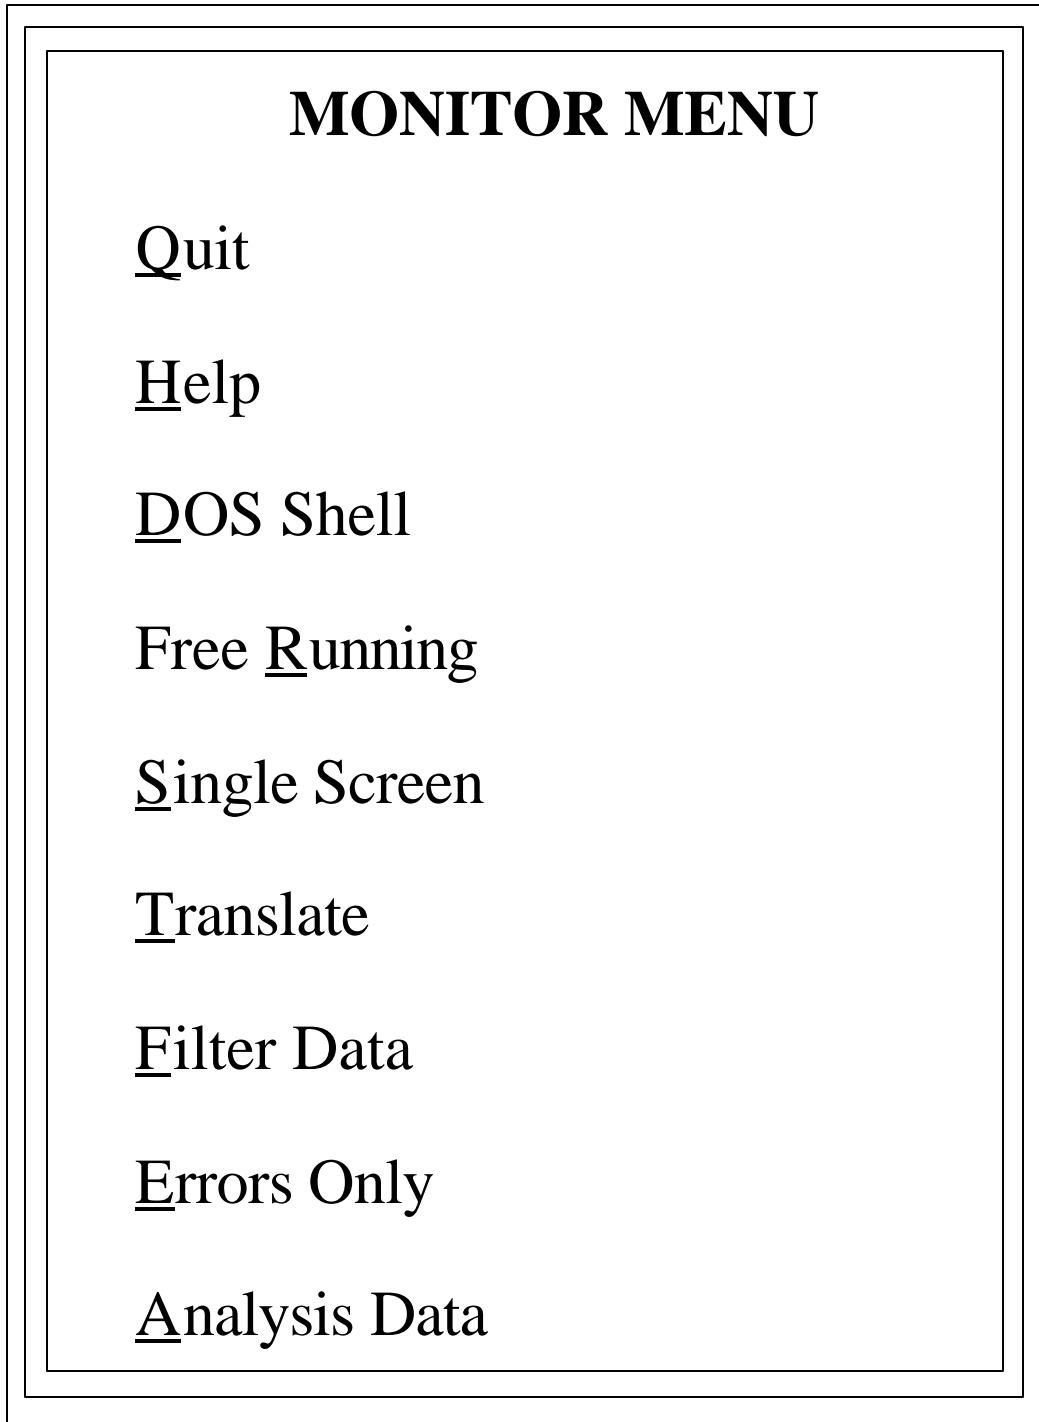 MONITOR MENU
Quit
Help
DOS Shell
Free Running
Single Screen
Translate
Filter Data
Errors Only
Analysis Data